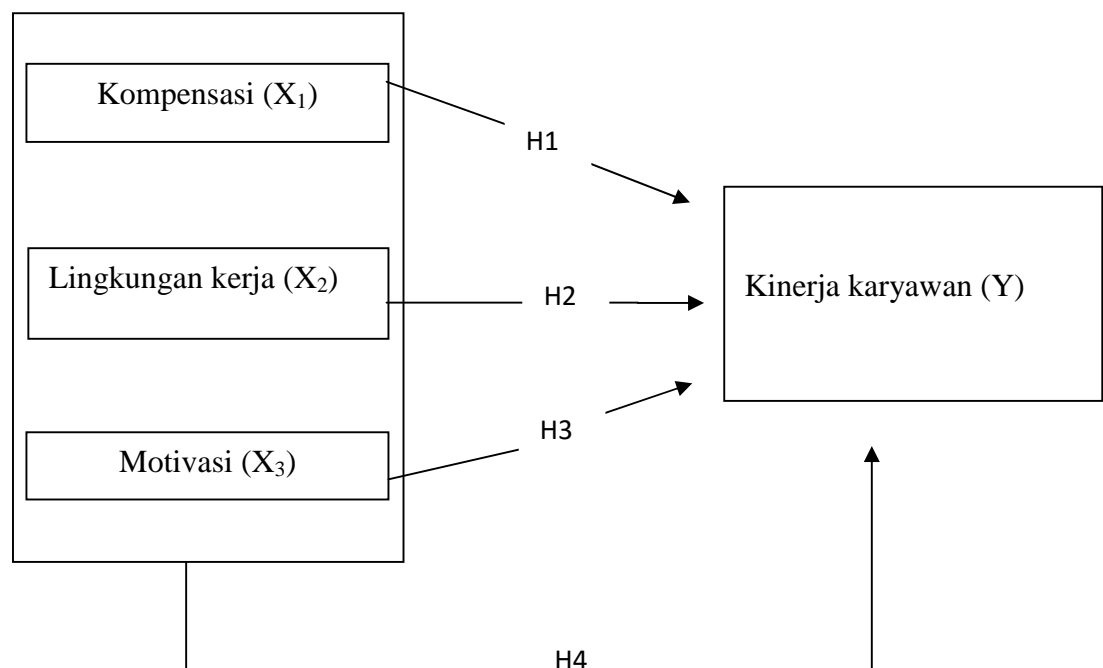 Kompensasi (X₁)
H1
Lingkungan kerja (X₂)
H2
Kinerja karyawan (Y)
H3
Motivasi (X₃)
H4